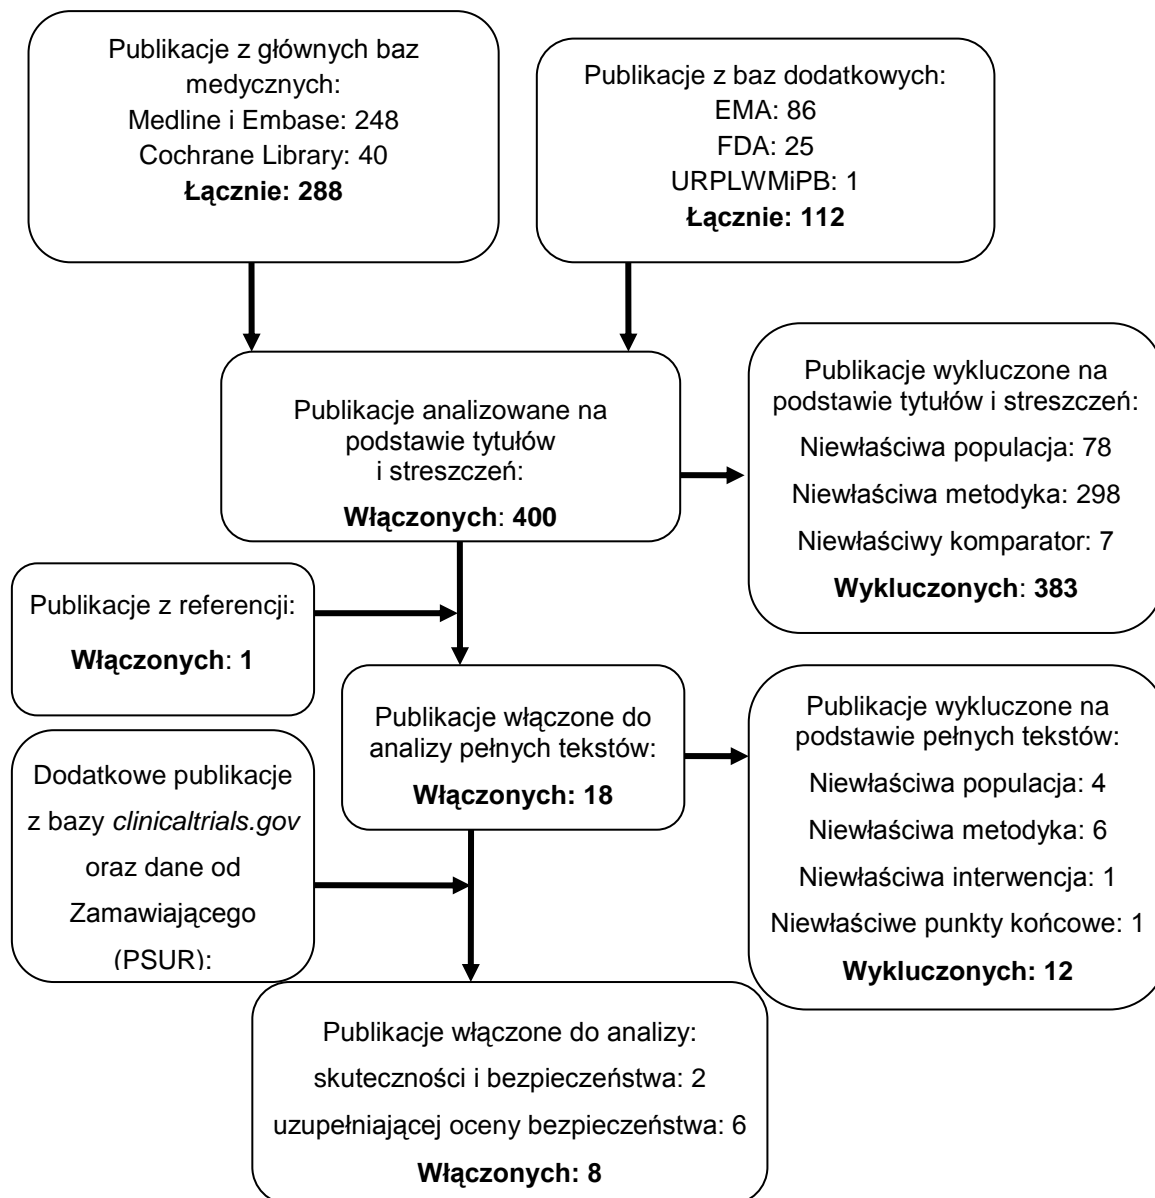 Publikacje z głównych baz
medycznych:
Medline i Embase: 248
Cochrane Library: 40
Łącznie: 288
Publikacje z baz dodatkowych:
EMA: 86
FDA: 25
URPLWMiPB: 1
Łącznie: 112
Publikacje analizowane na
podstawie tytułów
i streszczeń:
Włączonych: 400
Publikacje wykluczone na
podstawie tytułów i streszczeń:
Niewłaściwa populacja: 78
Niewłaściwa metodyka: 298
Niewłaściwy komparator: 7
Wykluczonych: 383
Publikacje z referencji:
Włączonych: 1
Publikacje włączone do
analizy pełnych tekstów:
Włączonych: 18
Publikacje wykluczone na
podstawie pełnych tekstów:
Niewłaściwa populacja: 4
Niewłaściwa metodyka: 6
Niewłaściwa interwencja: 1
Niewłaściwe punkty końcowe: 1
Wykluczonych: 12
Dodatkowe publikacje
z bazy clinicaltrials.gov
oraz dane od
Zamawiającego
(PSUR):
Publikacje włączone do analizy:
skuteczności i bezpieczeństwa: 2
uzupełniającej oceny bezpieczeństwa: 6
Włączonych: 8